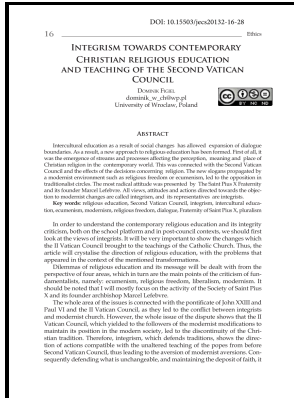 DOI: 10.15503/jecs20132-16-28
16
Ethics
Integrism towards contemporary
Christian religious education
and teaching of the Second Vatican
Council
Dominik Figiel
dominik_w_ch@wp.pl
University of Wroclaw, Poland
CC BY NC ND
Abstract
Intercultural education as a result of social changes has allowed expansion of dialogue
boundaries. As a result, a new approach to religious education has been formed. First of all, it
was the emergence of streams and processes affecting the perception, meaning and place of
Christian religion in the contemporary world. This was connected with the Second Vatican
Council and the effects of the decisions concerning religion. The new slogans propagated by
a modernist environment such as religious freedom or ecumenism, led to the opposition in
traditionalist circles. The most radical attitude was presented by The Saint Pius X Fraternity
and its founder Marcel Lefebvre. All views, attitudes and actions directed towards the objec-
tion to modernist changes are called integrism, and its representatives are integrists.
Key words: religious education, Second Vatican, integrism, intercultural educa-
tion, ecumenism, modernism, religious freedom, dialogue, Fraternity of Saint Pius X, pluralism
In order to understand the contemporary religious education and its integrity
criticism, both on the school platform and in post-council contexts, we should first
look at the views of integrists. It will be very important to show the changes which
the II Vatican Council brought to the teachings of the Catholic Church. Thus, the
article will crystalise the direction of religious education, with the problems that
appeared in the context of the mentioned transformations.
Dilemmas of religious education and its message will be dealt with from the
perspective of four areas, which in turn are the main points of the criticism of fun-
damentalists, namely: ecumenism, religious freedom, liberalism, modernism. It
should be noted that I will mostly focus on the activity of the Society of Saint Pius
X and its founder archbishop Marcel Lefebvre.
The whole area of the issues is connected with the pontificate of John XXIII and
Paul VI and the II Vatican Council, as they led to the conflict between integrists
and modernist church. However, the whole issue of the dispute shows that the II
Vatican Council, which yielded to the followers of the modernist modifications to
maintain its position in the modern society, led to the discontinuity of the Chris-
tian tradition. Therefore, integrism, which defends traditions, shows the direc-
tion of actions compatible with the unaltered teaching of the popes from before
Second Vatican Council, thus leading to the aversion of modernist aversions. Con-
sequently defending what is unchangeable, and maintaining the deposit of faith, it